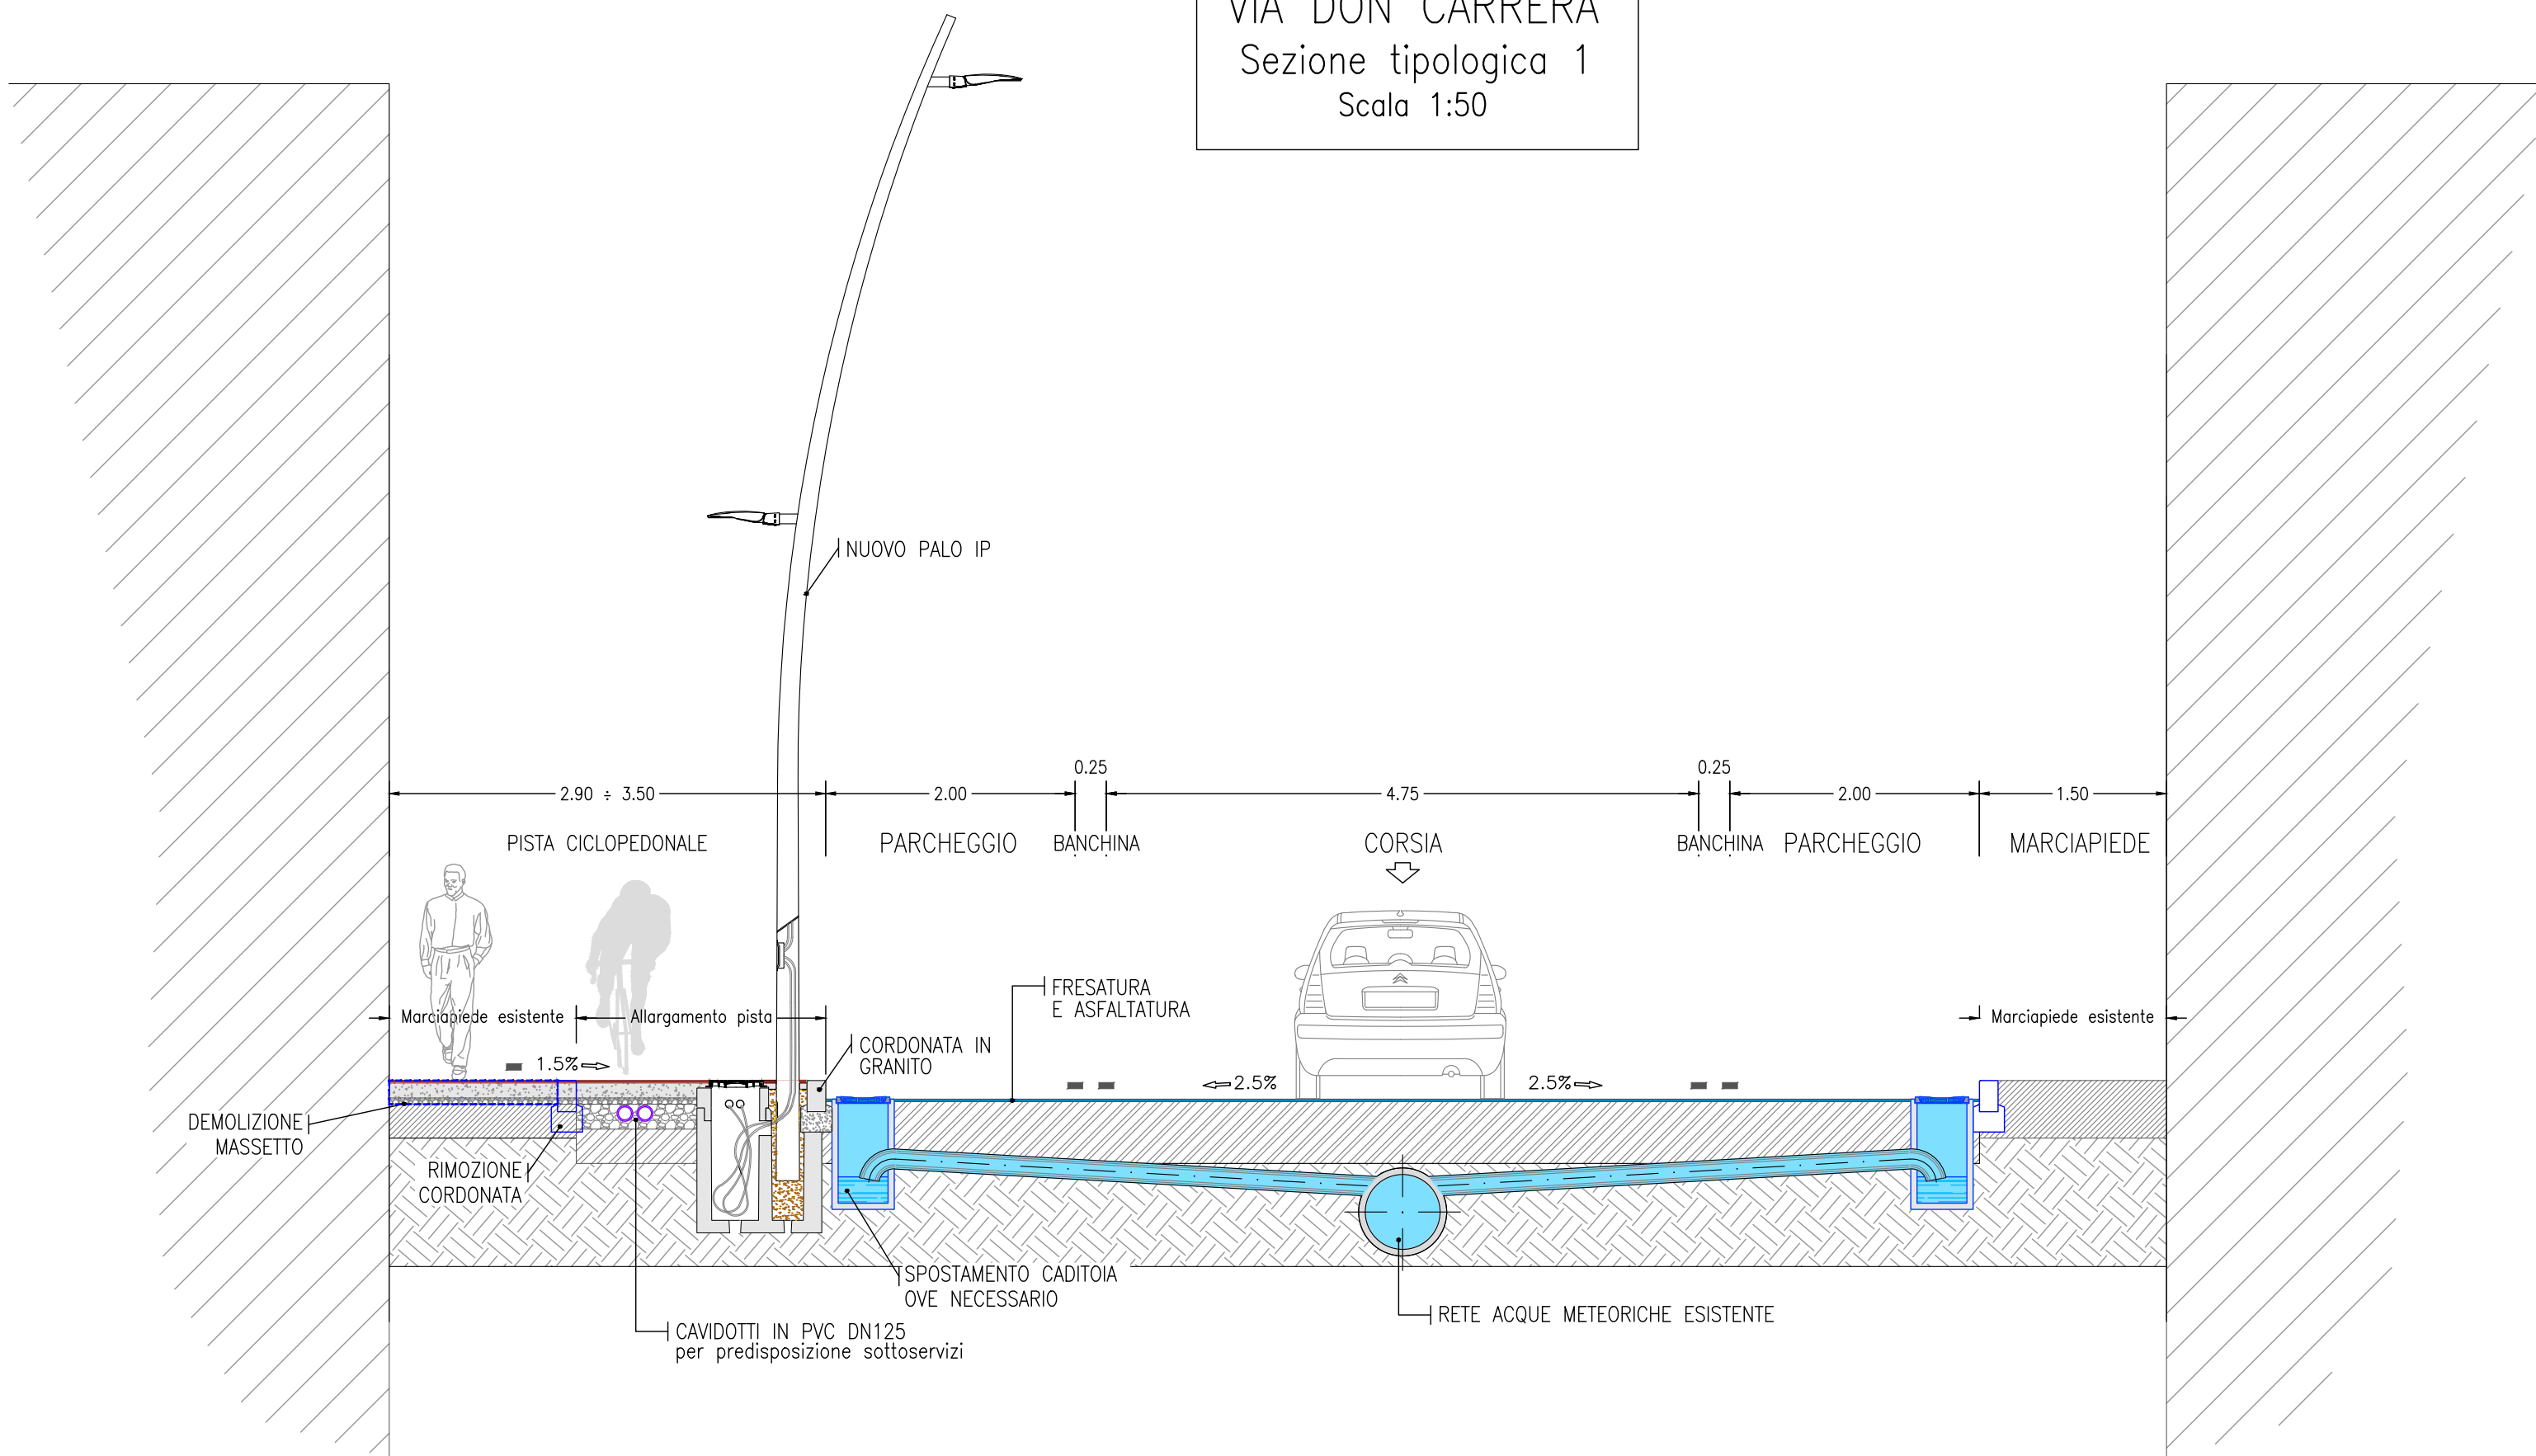 VIA DON CARRERA
Sezione tipologica 1
Scala 1:50
NUOVO PALO IP
0.25
0.25
2.90 ÷ 3.50
2.00
4.75
2.00
1.50
PISTA CICLOPEDONALE
PARCHEGGIO
BANCHINA
CORSIA
BANCHINA
PARCHEGGIO
MARCIAPIEDE
FRESATURA
E ASFALTATURA
Marciapiede esistente
Allargamento pista
Marciapiede esistente
CORDONATA IN
GRANITO
1.5%
2.5%
2.5%
DEMOLIZIONE
MASSETTO
RIMOZIONE
CORDONATA
SPOSTAMENTO CADITOIA
OVE NECESSARIO
RETE ACQUE METEORICHE ESISTENTE
CAVIDOTTI IN PVC DN125
per predisposizione sottoservizi